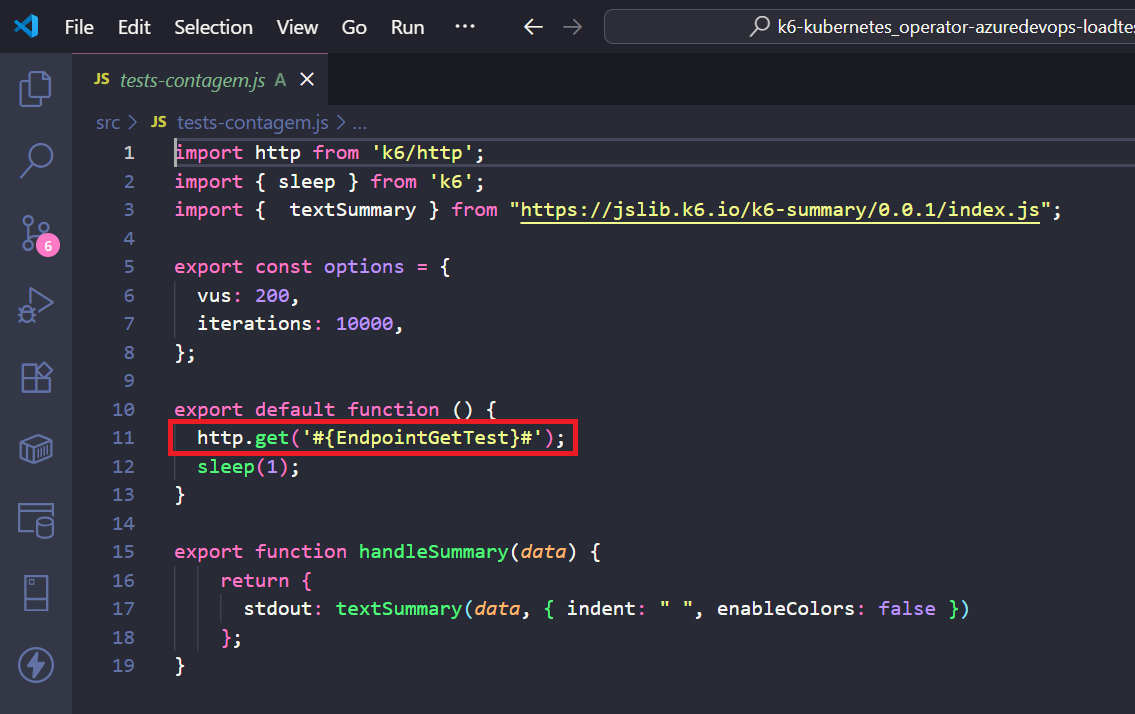 File Edit Selection View Go Run ··· ← → k6-kubernetes_operator-azuredevops-loadtes
JS tests-contagem.js A ×
src > JS tests-contagem.js > ...
1 import http from 'k6/http';
2 import { sleep } from 'k6';
3 import {  textSummary } from "https://jslib.k6.io/k6-summary/0.0.1/index.js";
4
5 export const options = {
6   vus: 200,
7   iterations: 10000,
8 };
9
10 export default function () {
11   http.get('#{EndpointGetTest}#');
12   sleep(1);
13 }
14
15 export function handleSummary(data) {
16     return {
17       stdout: textSummary(data, { indent: " ", enableColors: false })
18     };
19 }
6